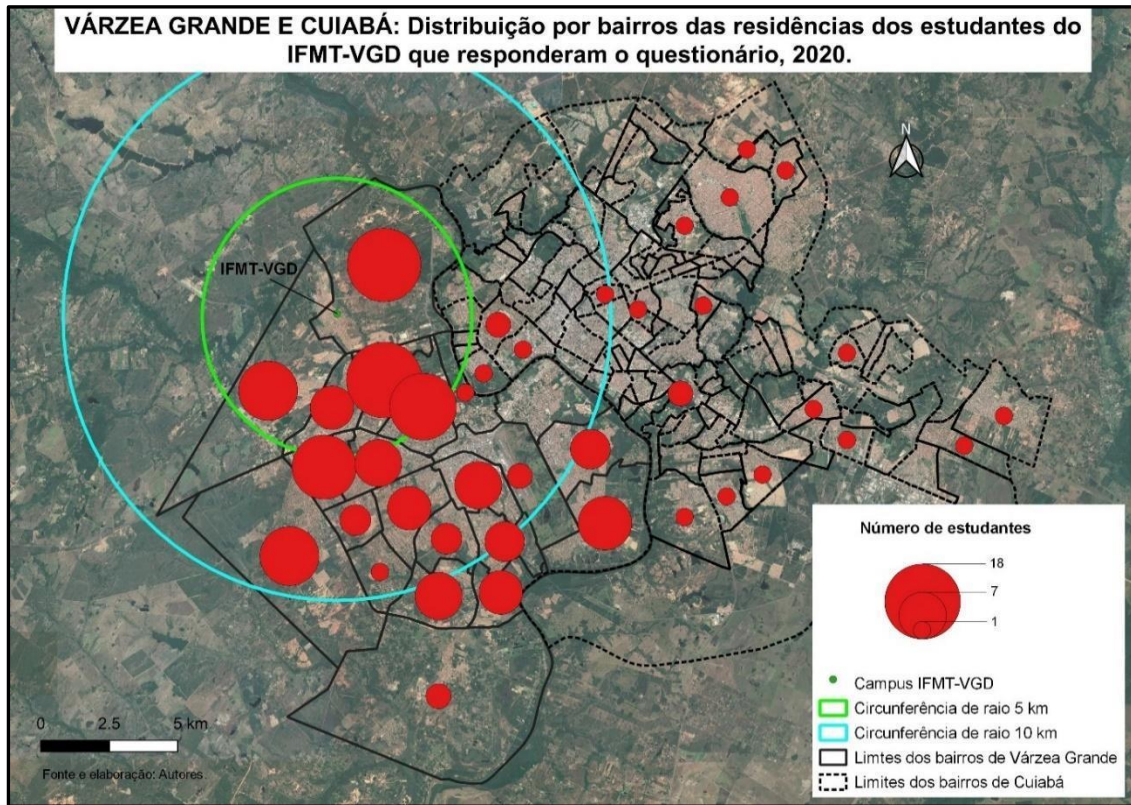 VÁRZEA GRANDE E CUIABÁ: Distribuição por bairros das residências dos estudantes do
IFMT-VGD que responderam o questionário, 2020.
N
IFMT-VGD
Número de estudantes
18
7
1
Campus IFMT-VGD
Circunferência de raio 5 km
Circunferência de raio 10 km
Limtes dos bairros de Várzea Grande
Limites dos bairros de Cuiabá
0 2.5 5 km
Fonte e elaboração: Autores